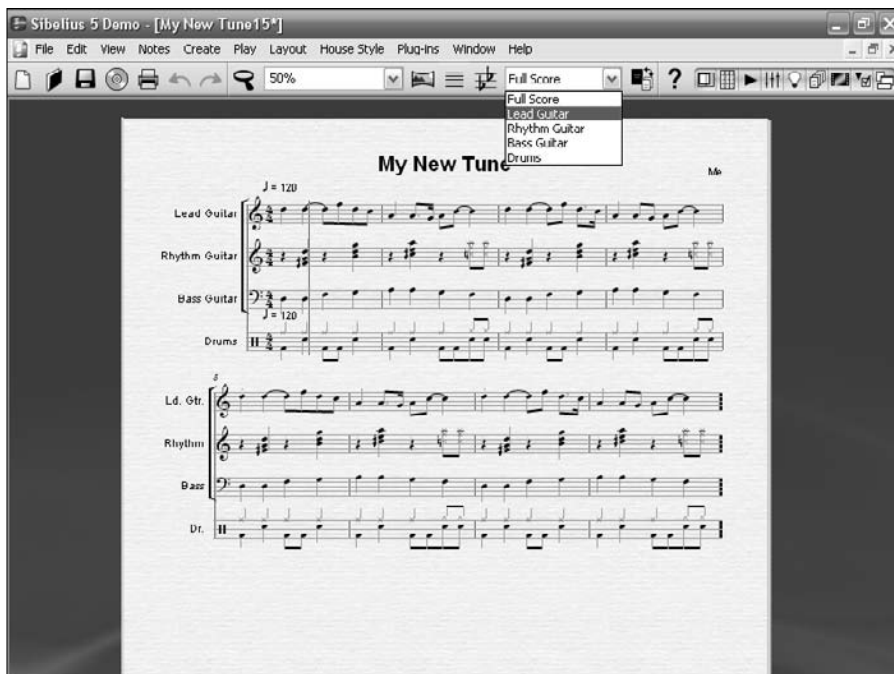 Sibelius 5 Demo - [My New Tune15*]
File Edit View Notes Create Play Layout House Style Plug-ins Window Help
50%
Full Score
Full Score
Lead Guitar
Rhythm Guitar
Bass Guitar
Drums
My New Tune
Me
♩ = 120
Lead Guitar
Rhythm Guitar
Bass Guitar
♩ = 120
Drums
5
Ld. Gtr.
Rhythm
Bass
Dr.